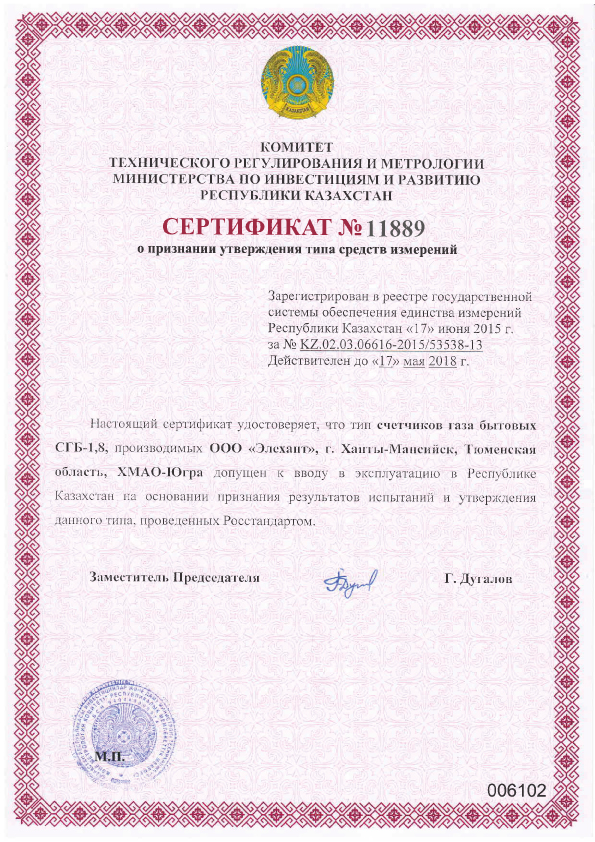 КОМИТЕТ
ТЕХНИЧЕСКОГО РЕГУЛИРОВАНИЯ И МЕТРОЛОГИИ
МИНИСТЕРСТВА ПО ИНВЕСТИЦИЯМ И РАЗВИТИЮ
РЕСПУБЛИКИ КАЗАХСТАН
СЕРТИФИКАТ № 11889
о признании утверждения типа средств измерений
Зарегистрирован в реестре государственной
системы обеспечения единства измерений
Республики Казахстан «17» июня 2015 г.
за № KZ.02.03.06616-2015/53538-13
Действителен до «17» мая 2018 г.
Настоящий сертификат удостоверяет, что тип счетчиков газа бытовых
СГБ-1,8, производимых ООО «Элехант», г. Ханты-Мансийск, Тюменская
область, ХМАО-Югра допущен к вводу в эксплуатацию в Республике
Казахстан на основании признания результатов испытаний и утверждения
данного типа, проведенных Росстандартом.
Заместитель Председателя Г. Дугалов
М.П.
006102